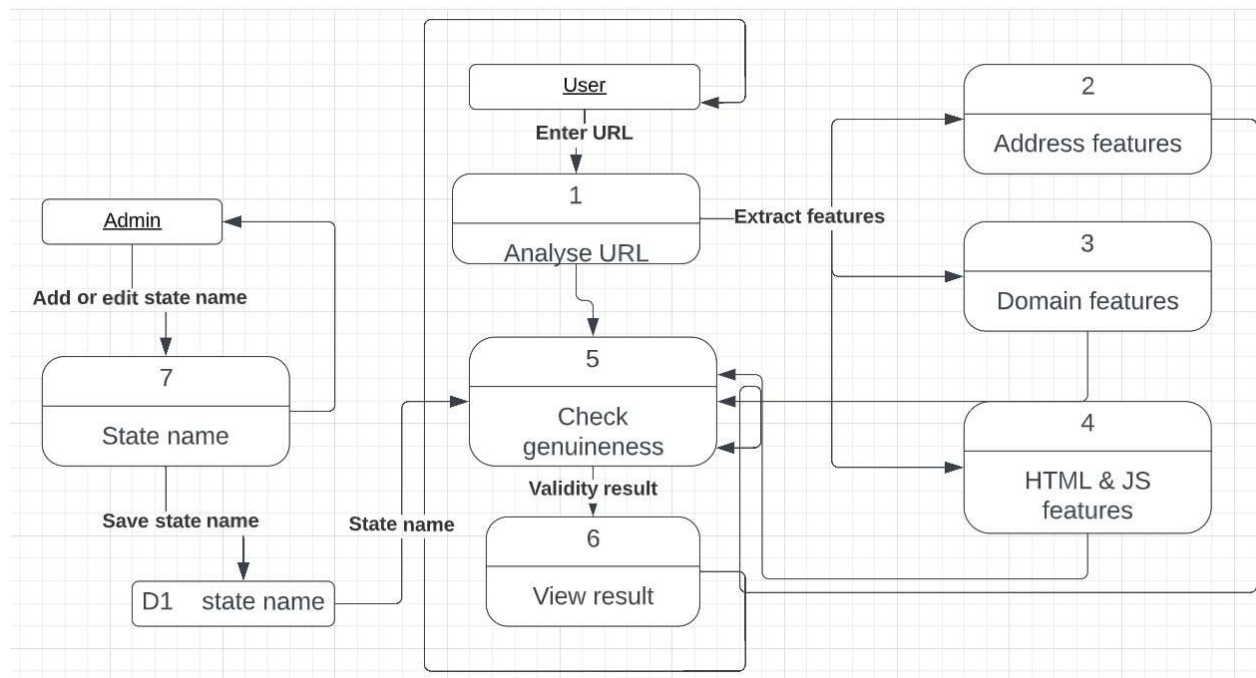 User
Enter URL
1
Analyse URL
Extract features
2
Address features
3
Domain features
4
HTML & JS
features
Admin
Add or edit state name
7
State name
Save state name
D1 state name
State name
5
Check
genuineness
Validity result
6
View result